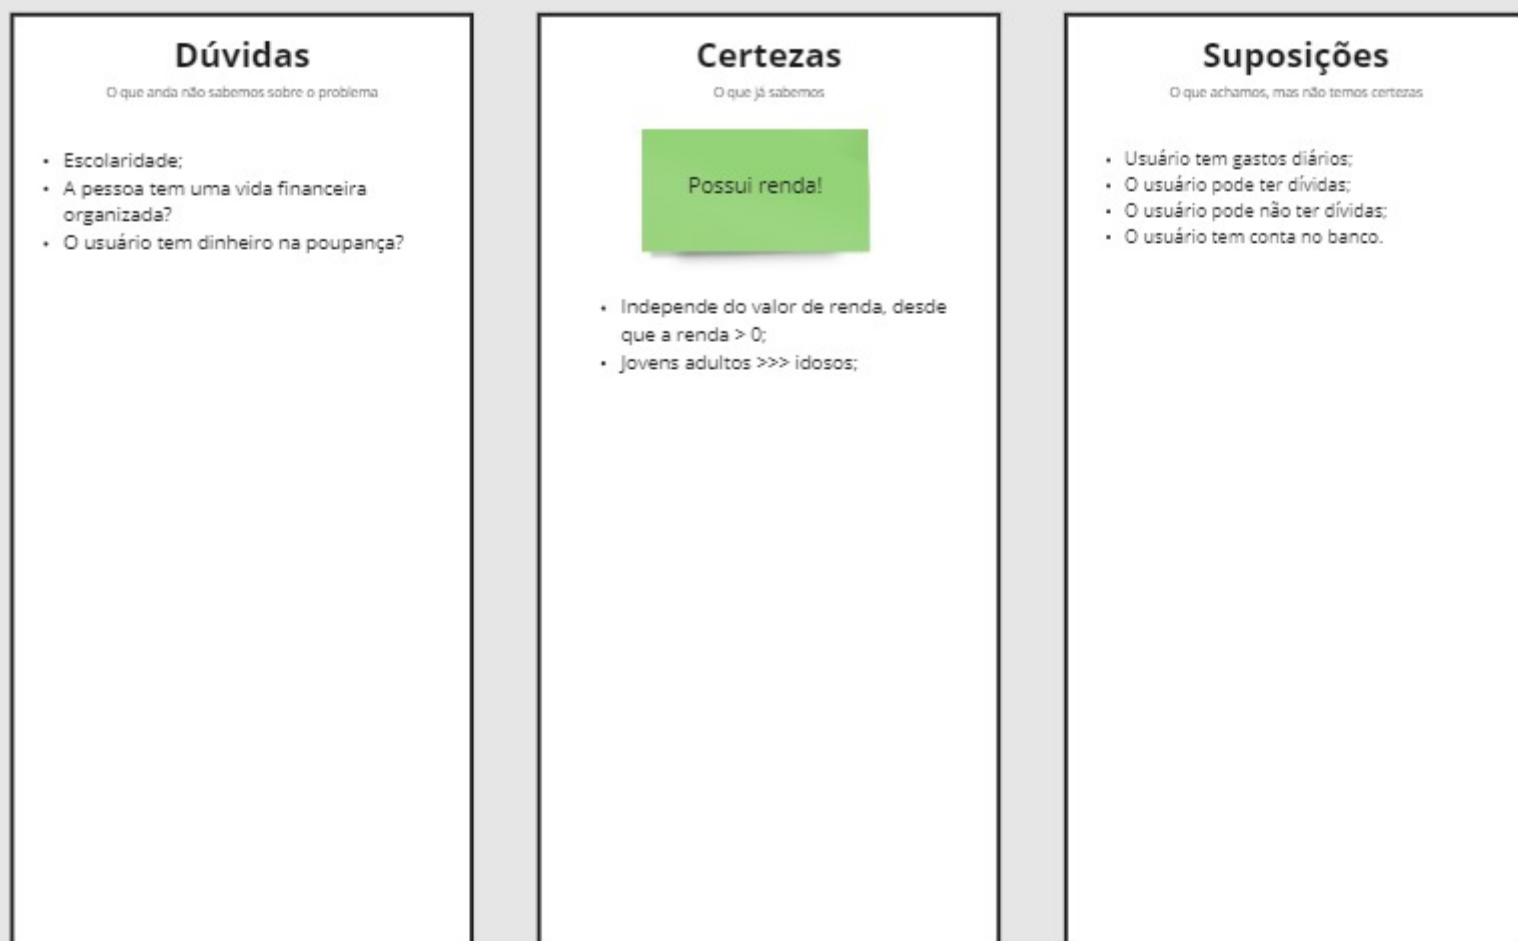 Dúvidas
O que anda não sabemos sobre o problema
• Escolaridade;
• A pessoa tem uma vida financeira
organizada?
• O usuário tem dinheiro na poupança?
Certezas
O que já sabemos
Possui renda!
• Independe do valor de renda, desde
que a renda > 0;
• Jovens adultos >>> idosos;
Suposições
O que achamos, mas não temos certezas
• Usuário tem gastos diários;
• O usuário pode ter dívidas;
• O usuário pode não ter dívidas;
• O usuário tem conta no banco.